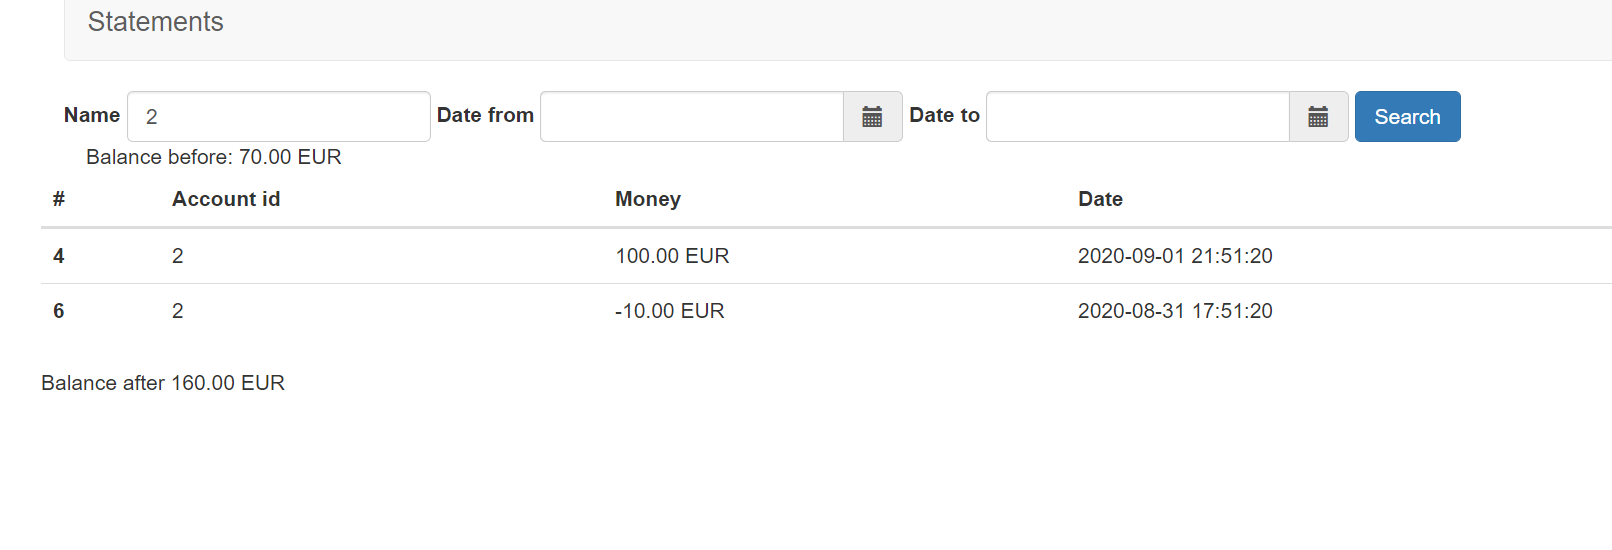 Statements
Name 2 Date from Date to Search
Balance before: 70.00 EUR
# Account id Money Date
4 2 100.00 EUR 2020-09-01 21:51:20
6 2 -10.00 EUR 2020-08-31 17:51:20
Balance after 160.00 EUR